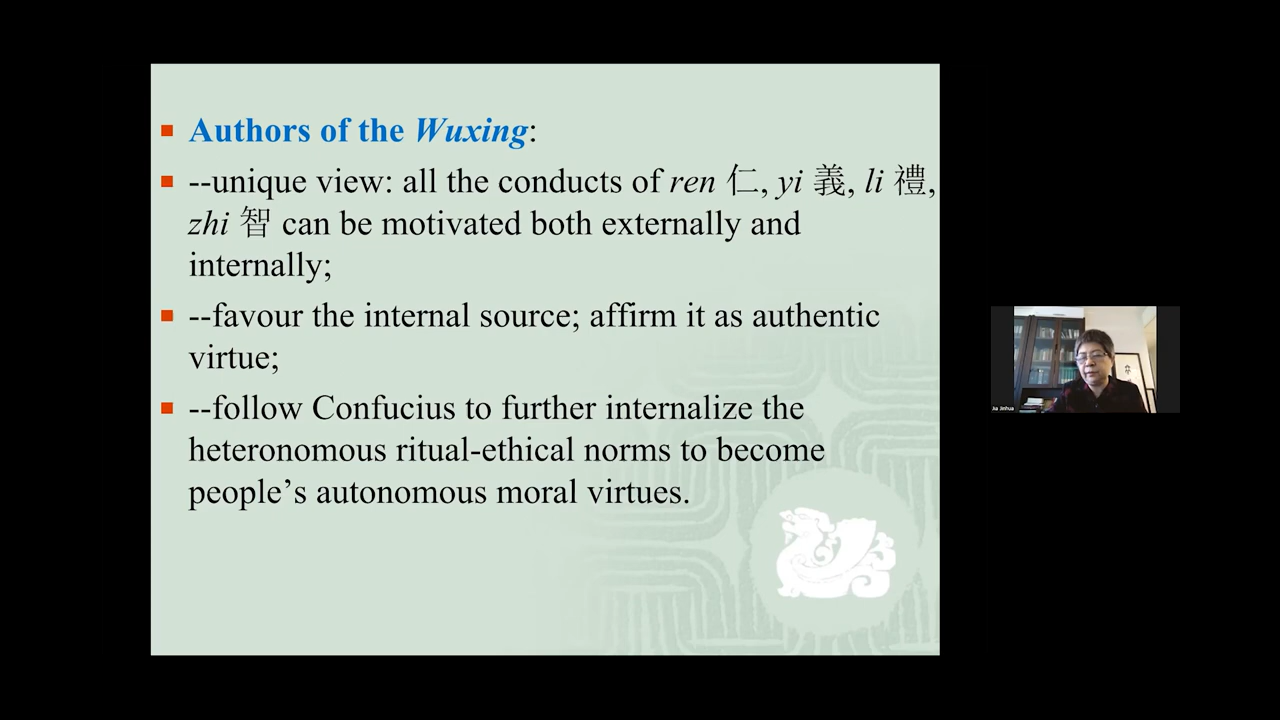 Authors of the Wuxing:
--unique view: all the conducts of ren 仁, yi 義, li 禮,
zhi 智 can be motivated both externally and
internally;
--favour the internal source; affirm it as authentic
virtue;
--follow Confucius to further internalize the
heteronomous ritual-ethical norms to become
people’s autonomous moral virtues.
Jia Jinhua